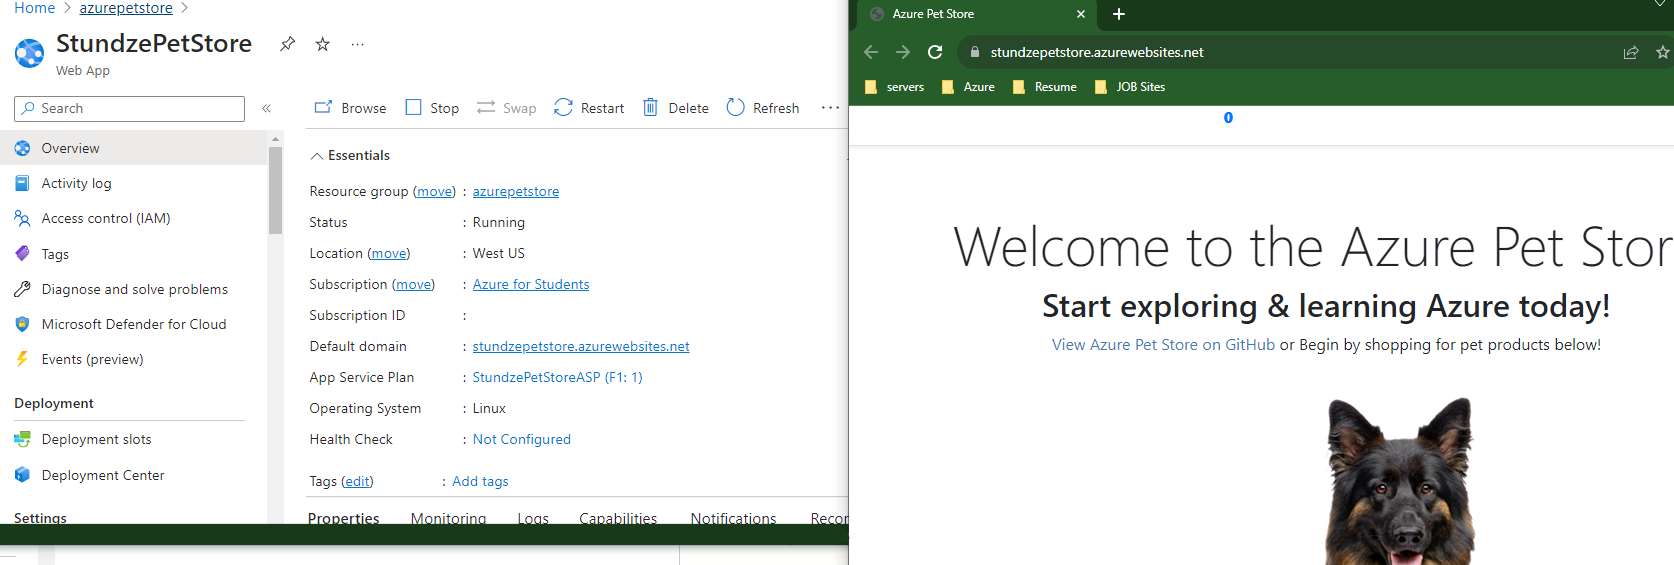 Home > azurepetstore >
StundzePetStore
Web App
Search
Overview
Activity log
Access control (IAM)
Tags
Diagnose and solve problems
Microsoft Defender for Cloud
Events (preview)
Deployment
Deployment slots
Deployment Center
Settings
Browse Stop Swap Restart Delete Refresh ...
Essentials
Resource group (move) : azurepetstore
Status : Running
Location (move) : West US
Subscription (move) : Azure for Students
Subscription ID :
Default domain : stundzepetstore.azurewebsites.net
App Service Plan : StundzePetStoreASP (F1: 1)
Operating System : Linux
Health Check : Not Configured
Tags (edit) : Add tags
Properties Monitoring Logs Capabilities Notifications Recor
Azure Pet Store
stundzepetstore.azurewebsites.net
servers Azure Resume JOB Sites
0
Welcome to the Azure Pet Stor
Start exploring & learning Azure today!
View Azure Pet Store on GitHub or Begin by shopping for pet products below!